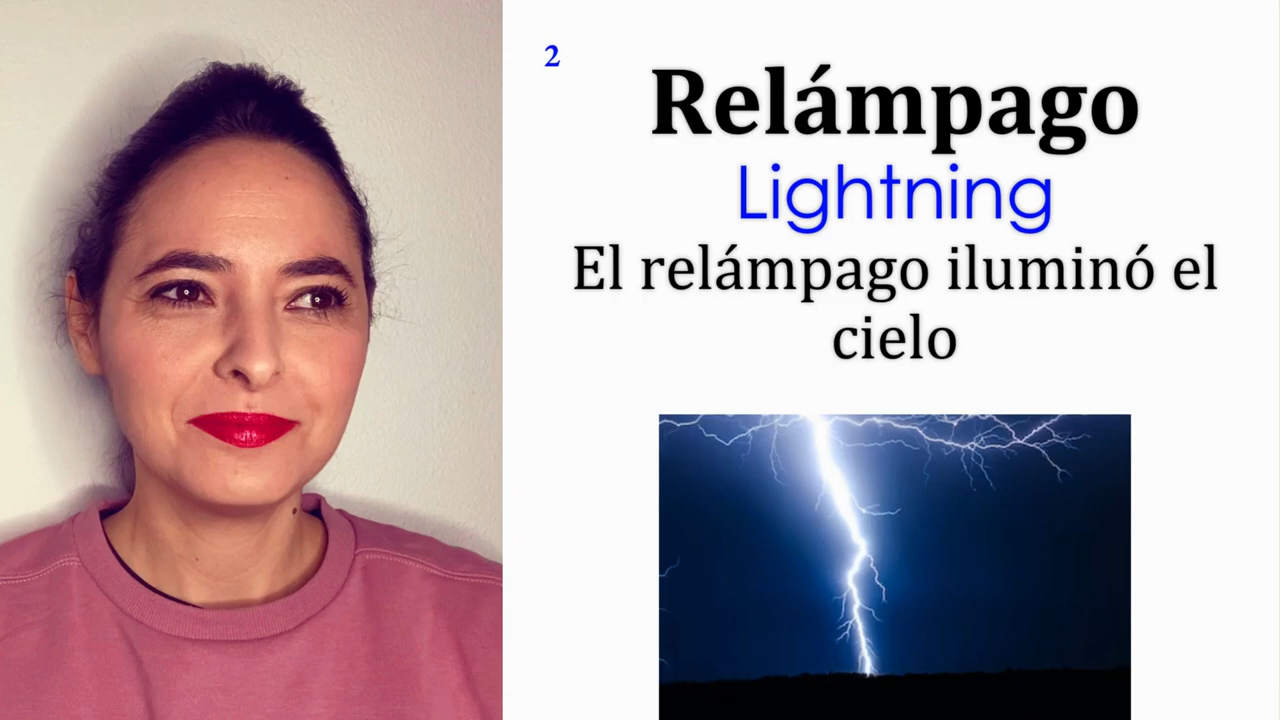 2
Relámpago
Lightning
El relámpago iluminó el
cielo